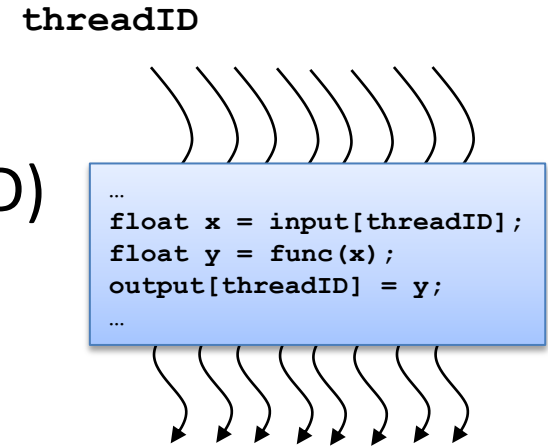 threadID
D)
…
float x = input[threadID];
float y = func(x);
output[threadID] = y;
…